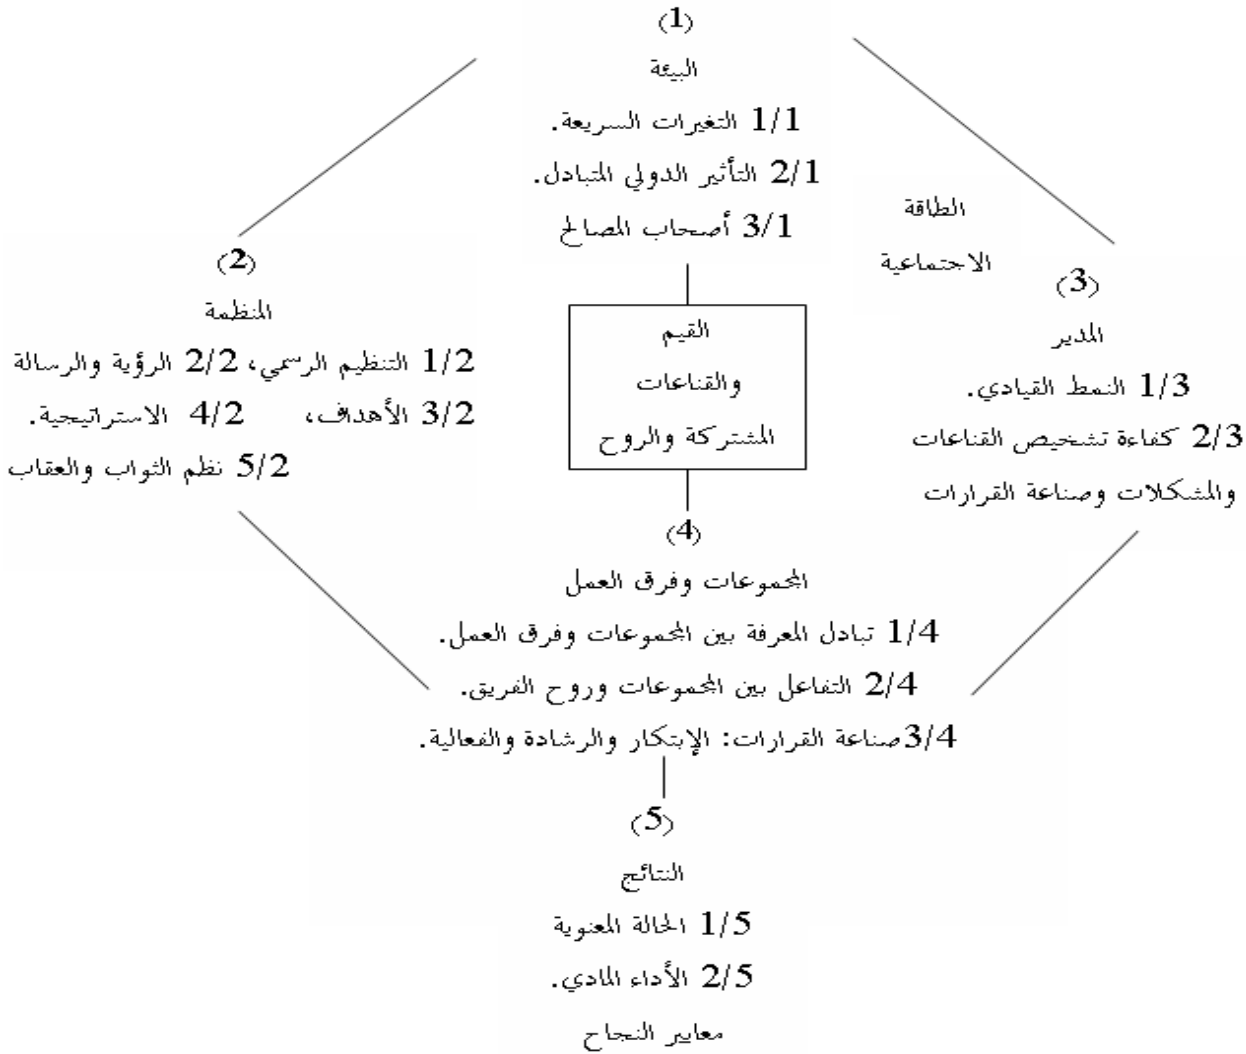 (1)
البيئة
1/1 التغيرات السريعة.
2/1 التأثير الدولي المتبادل.
3/1 أصحاب المصالح
الطاقة
الاجتماعية
(2)
المنظمة
1/2 التنظيم الرسمي، 2/2 الرؤية والرسالة
3/2 الأهداف، 4/2 الاستراتيجية.
5/2 نظم الثواب والعقاب
(3)
المدير
1/3 النمط القيادي.
2/3 كفاءة تشخيص القناعات
والمشكلات وصناعة القرارات
القيم
والقناعات
المشتركة والروح
(4)
المجموعات وفرق العمل
1/4 تبادل المعرفة بين المجموعات وفرق العمل.
2/4 التفاعل بين المجموعات وروح الفريق.
3/4صناعة القرارات: الإبتكار والرشادة والفعالية.
(5)
النتائج
1/5 الحالة المعنوية
2/5 الأداء المادي.
معايير النجاح